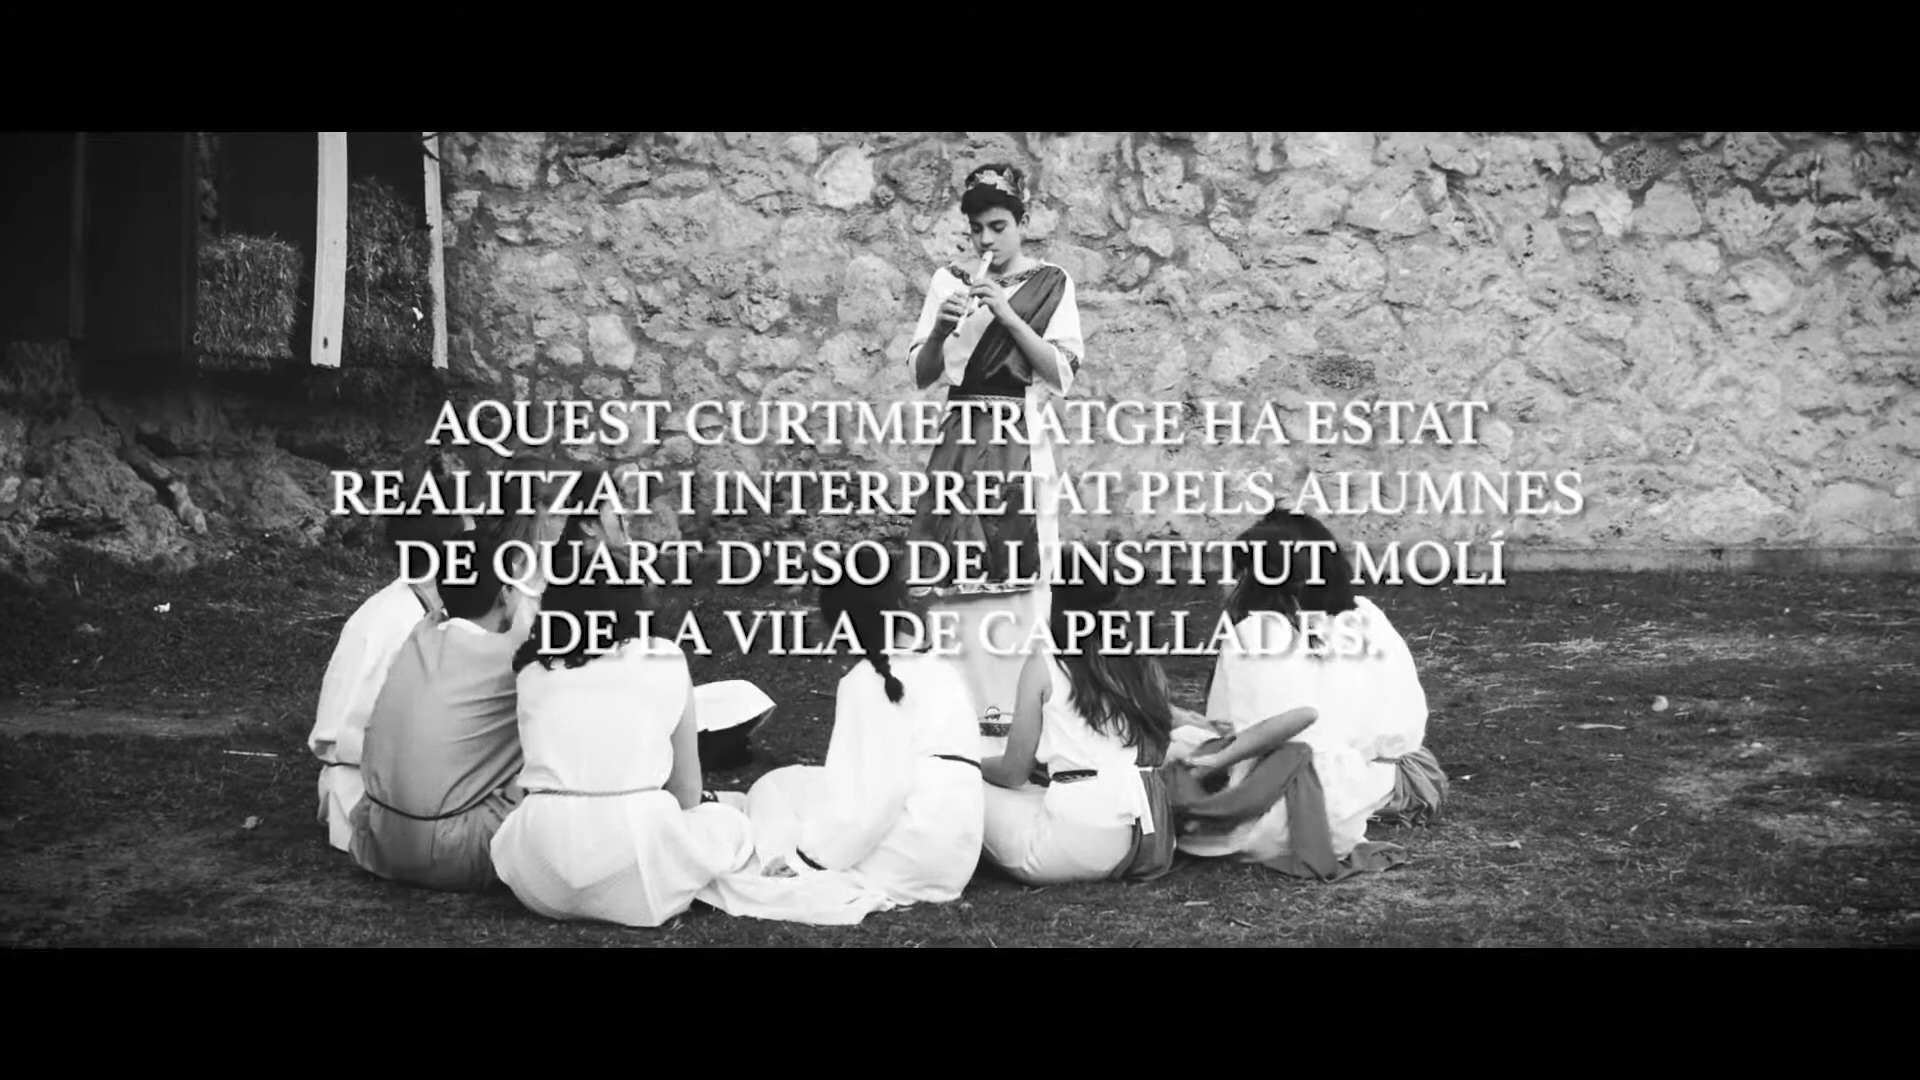 AQUEST CURTMETRATGE HA ESTAT
REALITZAT I INTERPRETAT PELS ALUMNES
DE QUART D'ESO DE L'INSTITUT MOLÍ
DE LA VILA DE CAPELLADES.